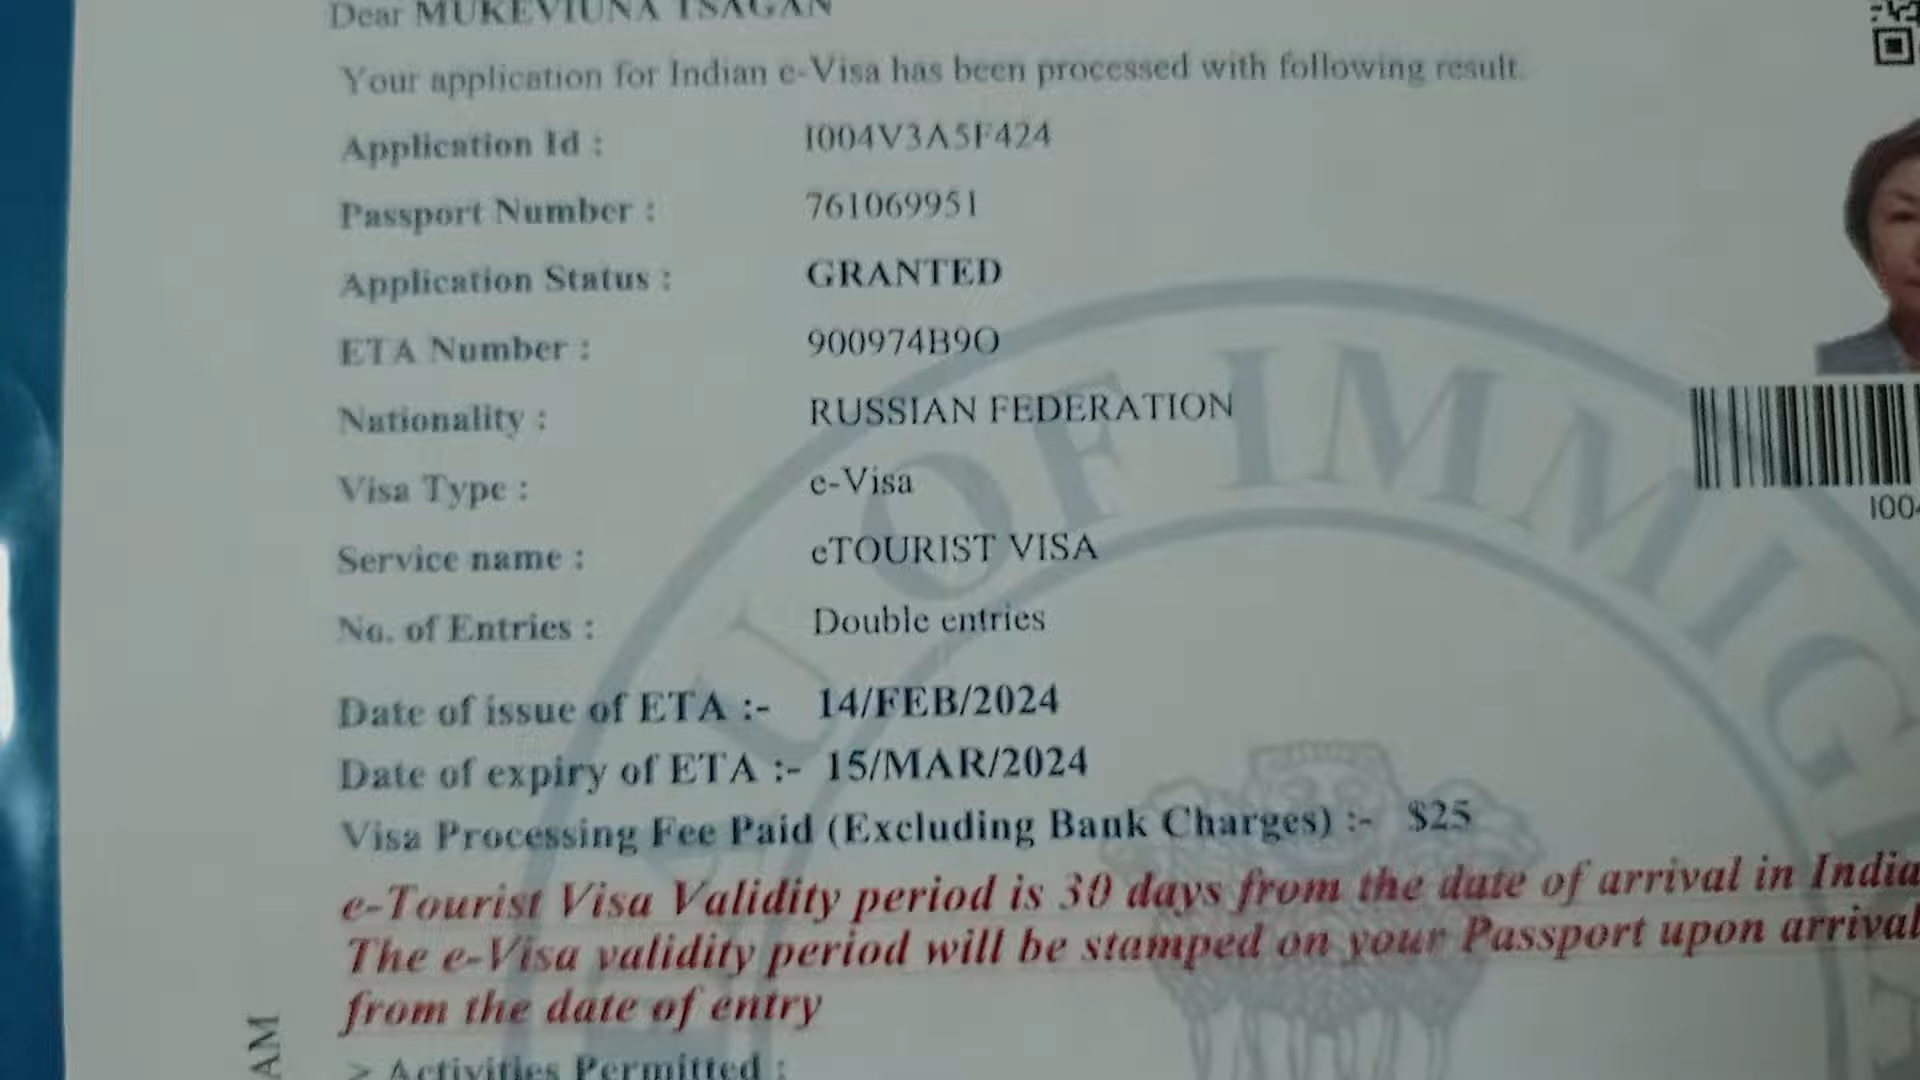 Dear MUKEVIUNA TSAGAN
Your application for Indian e-Visa has been processed with following result.
Application Id : I004V3A5F424
Passport Number : 761069951
Application Status : GRANTED
ETA Number : 900974B9O
Nationality : RUSSIAN FEDERATION
Visa Type : e-Visa
Service name : eTOURIST VISA
No. of Entries : Double entries
Date of issue of ETA :- 14/FEB/2024
Date of expiry of ETA :- 15/MAR/2024
Visa Processing Fee Paid (Excluding Bank Charges) :- $25
e-Tourist Visa Validity period is 30 days from the date of arrival in India
The e-Visa validity period will be stamped on your Passport upon arrival
from the date of entry
> Activities Permitted :
AM
I004
U OF IMMIG